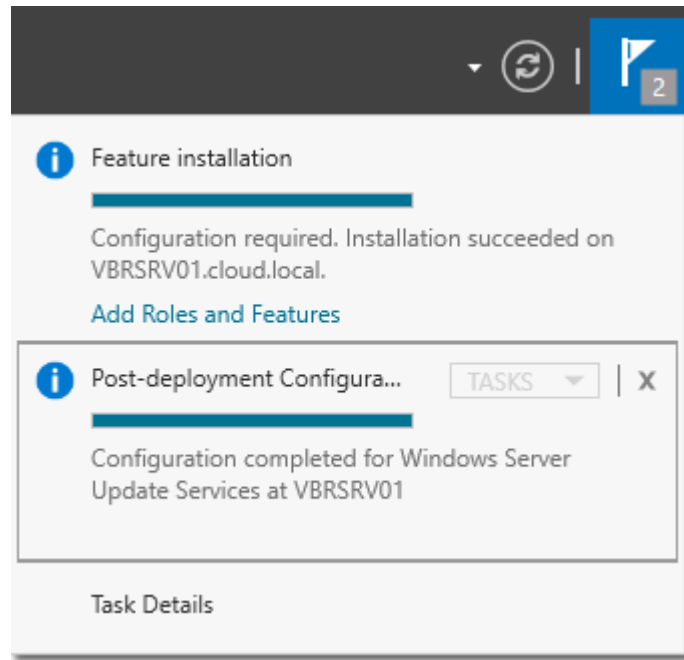 2
Feature installation
Configuration required. Installation succeeded on
VBRSRV01.cloud.local.
Add Roles and Features
Post-deployment Configura...
TASKS
X
Configuration completed for Windows Server
Update Services at VBRSRV01
Task Details